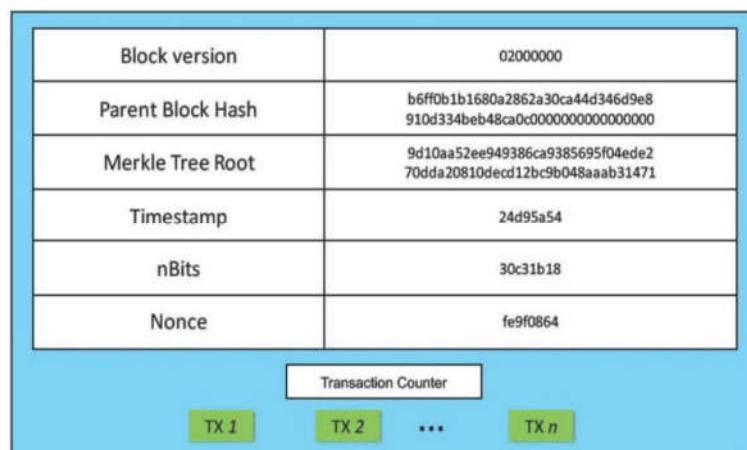 Block version 02000000
Parent Block Hash b6ff0b1b1680a2862a30ca44d346d9e8
910d334beb48ca0c0000000000000000
Merkle Tree Root 9d10aa52ee949386ca9385695f04ede2
70dda20810decd12bc9b048aaab31471
Timestamp 24d95a54
nBits 30c31b18
Nonce fe9f0864
Transaction Counter
TX 1 TX 2 ... TX n